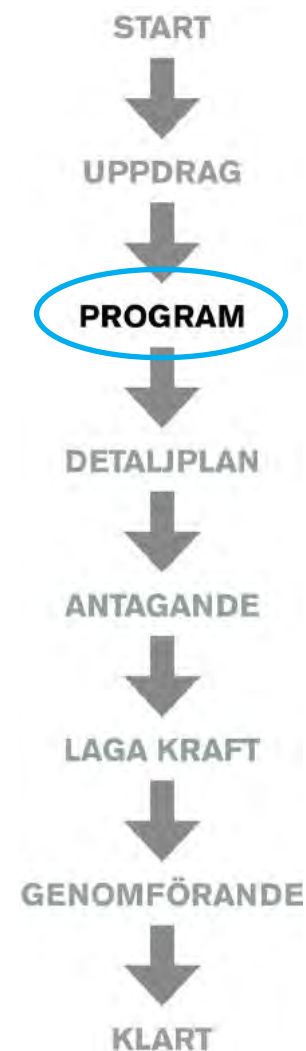 START
UPPDRAG
PROGRAM
DETALJPLAN
ANTAGANDE
LAGA KRAFT
GENOMFÖRANDE
KLART